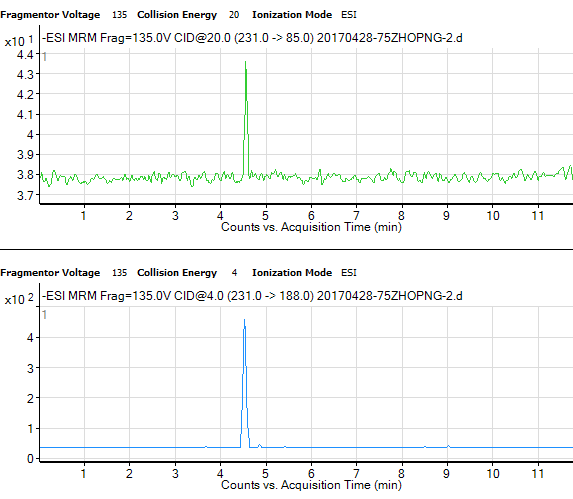 Fragmentor Voltage 135 Collision Energy 20 Ionization Mode ESI
x10 1
-ESI MRM Frag=135.0V CID@20.0 (231.0 -> 85.0) 20170428-75ZHOPNG-2.d
1
4.4
4.3
4.2
4.1
4
3.9
3.8
3.7
1 2 3 4 5 6 7 8 9 10 11
Counts vs. Acquisition Time (min)
Fragmentor Voltage 135 Collision Energy 4 Ionization Mode ESI
x10 2
-ESI MRM Frag=135.0V CID@4.0 (231.0 -> 188.0) 20170428-75ZHOPNG-2.d
1
4
3
2
1
0
1 2 3 4 5 6 7 8 9 10 11
Counts vs. Acquisition Time (min)